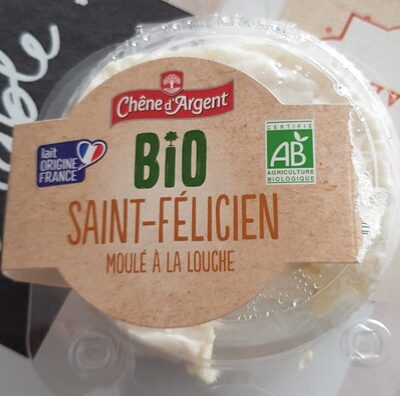 Chêne d'Argent
BiO
lait
ORIGINE
FRANCE
CERTIFIÉ
AB
AGRICULTURE
BIOLOGIQUE
SAINT-FÉLICIEN
MOULÉ À LA LOUCHE